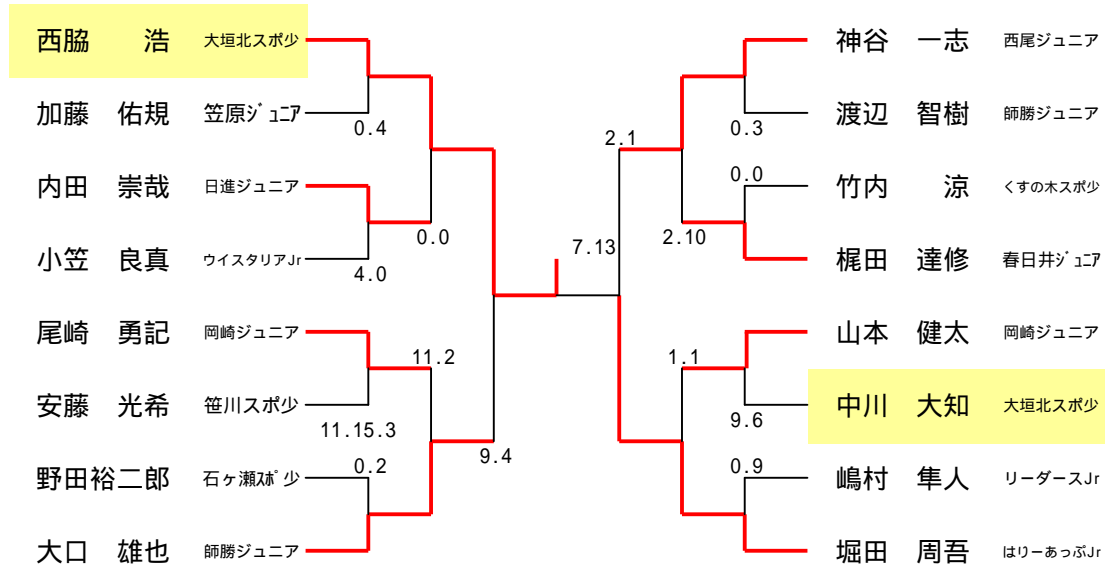 西脇 浩 大垣北スポ少
加藤 佑規 笠原ｼﾞｭﾆｱ
0.4
内田 崇哉 日進ジュニア
0.0
小笠 良真 ウイスタリアJr
4.0
尾崎 勇記 岡崎ジュニア
11.2
安藤 光希 笹川スポ少
11.15.3
野田裕二郎 石ヶ瀬ｽﾎﾟ少
0.2
9.4
大口 雄也 師勝ジュニア
7.13
神谷 一志 西尾ジュニア
渡辺 智樹 師勝ジュニア
0.3
2.1
0.0
竹内 涼 くすの木スポ少
2.10
梶田 達修 春日井ｼﾞｭﾆｱ
山本 健太 岡崎ジュニア
1.1
中川 大知 大垣北スポ少
9.6
0.9
嶋村 隼人 リーダースJr
堀田 周吾 はりーあっぷJr